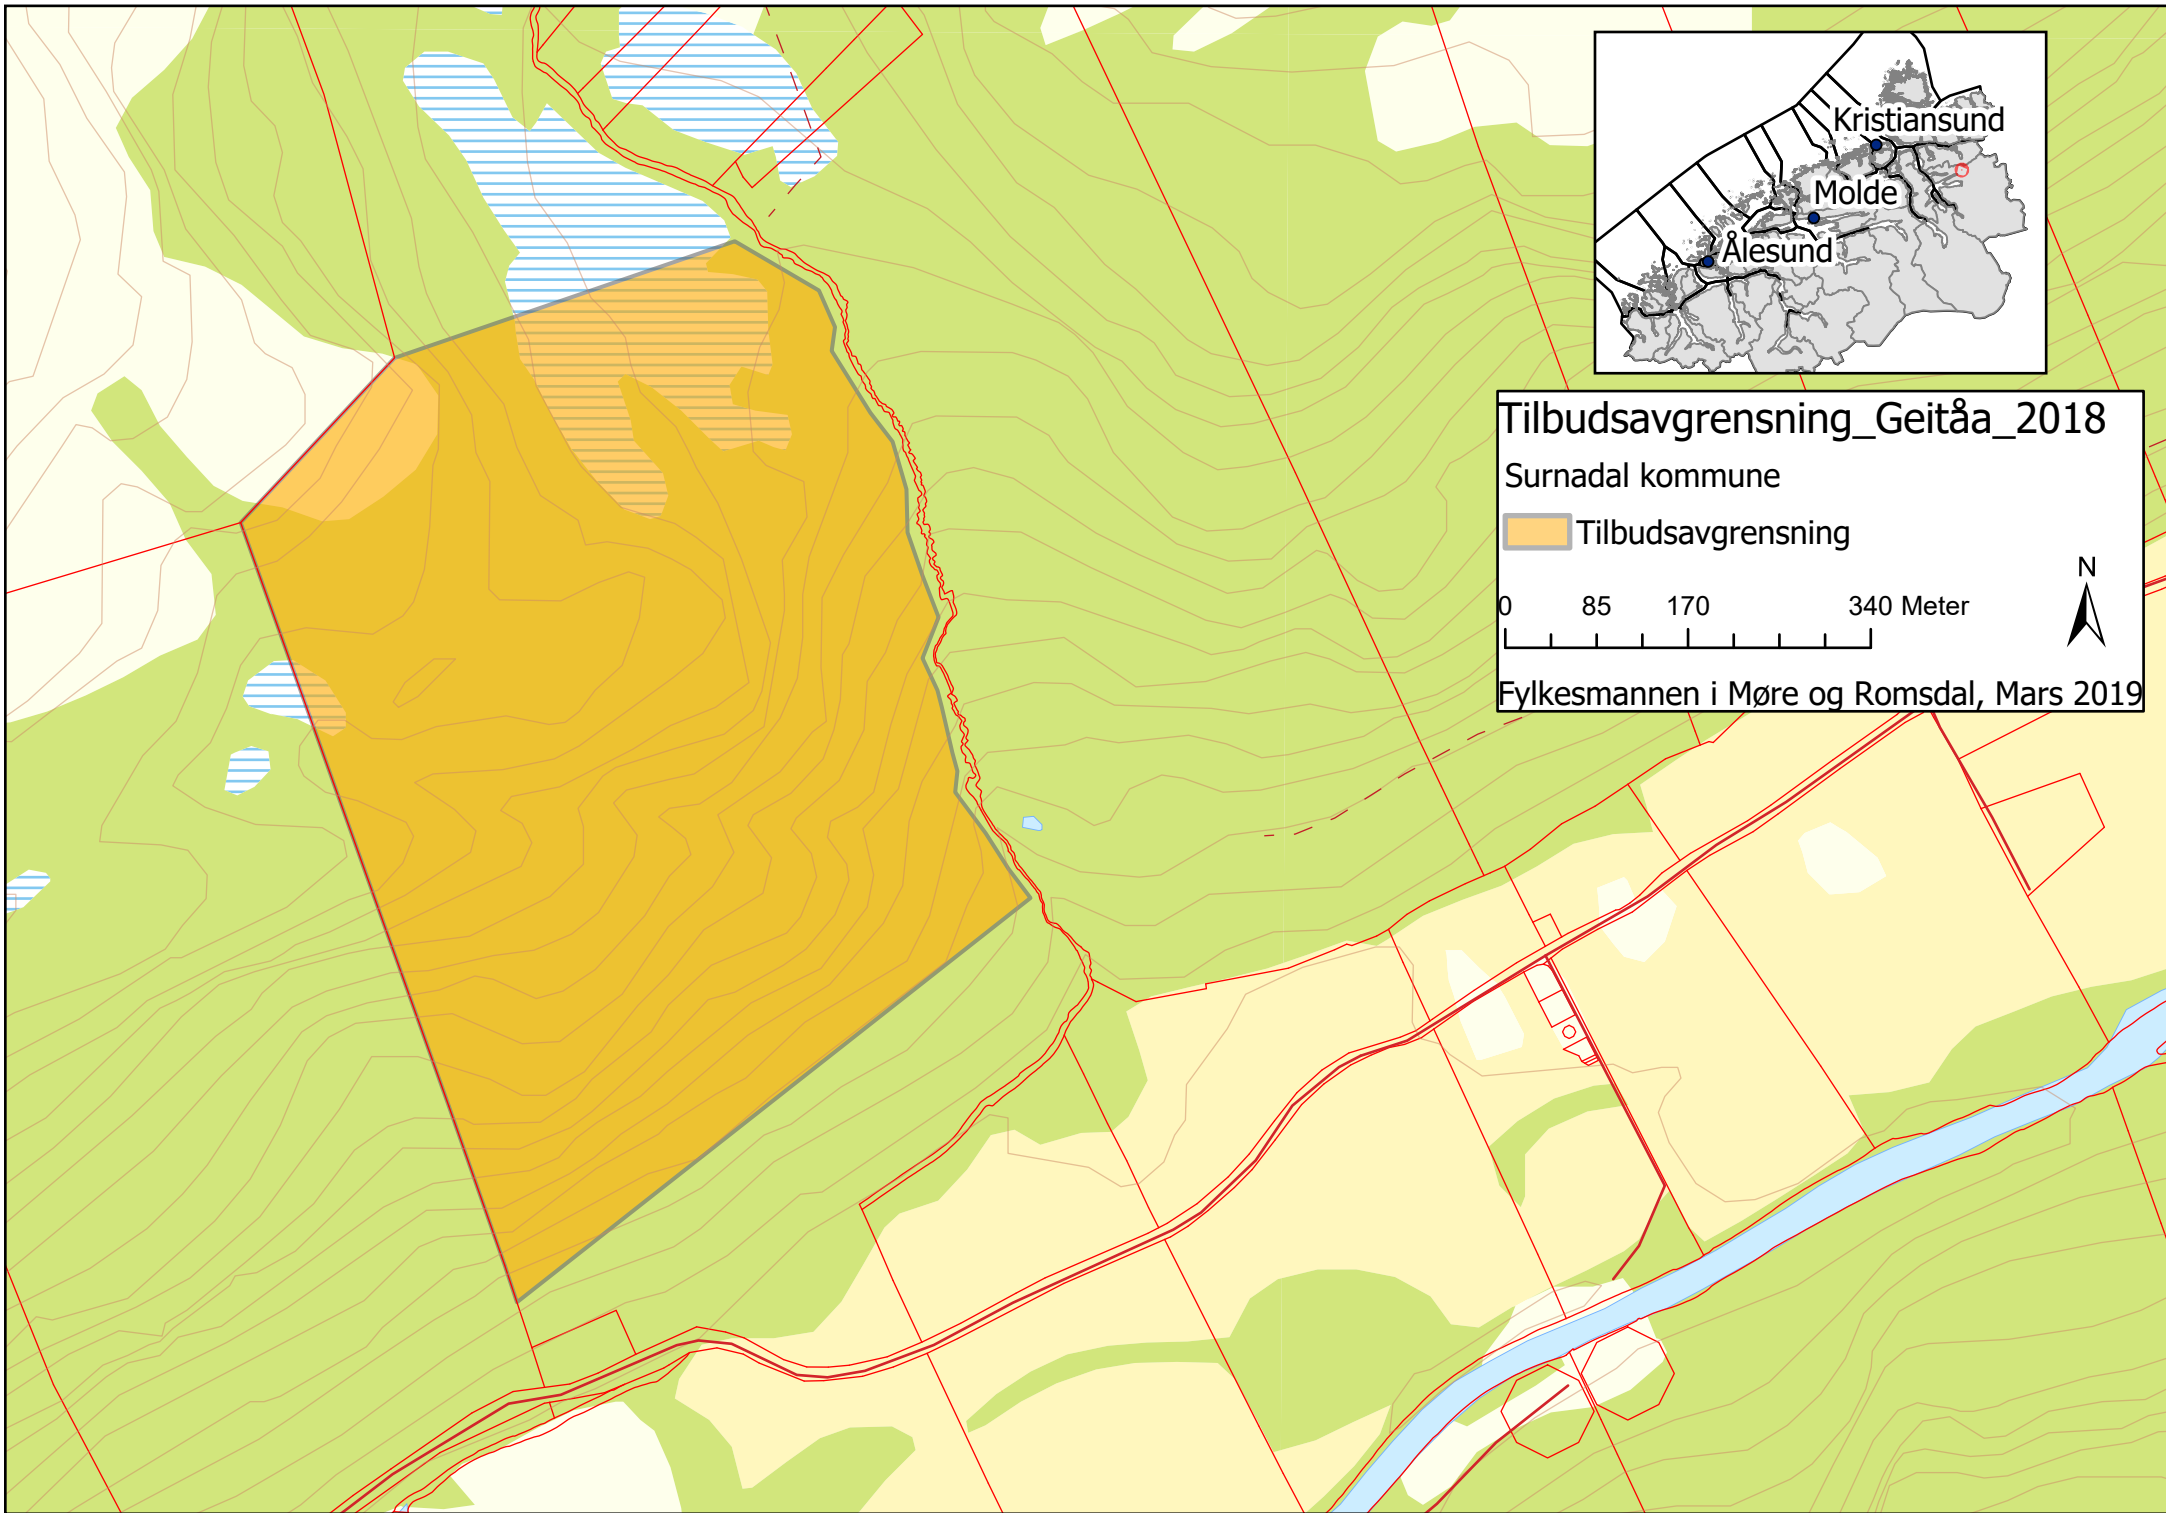 Kristiansund
Molde
Ålesund
Tilbudsavgrensning_Geitåa_2018
Surnadal kommune
Tilbudsavgrensning
N
0 85 170 340 Meter
Fylkesmannen i Møre og Romsdal, Mars 2019